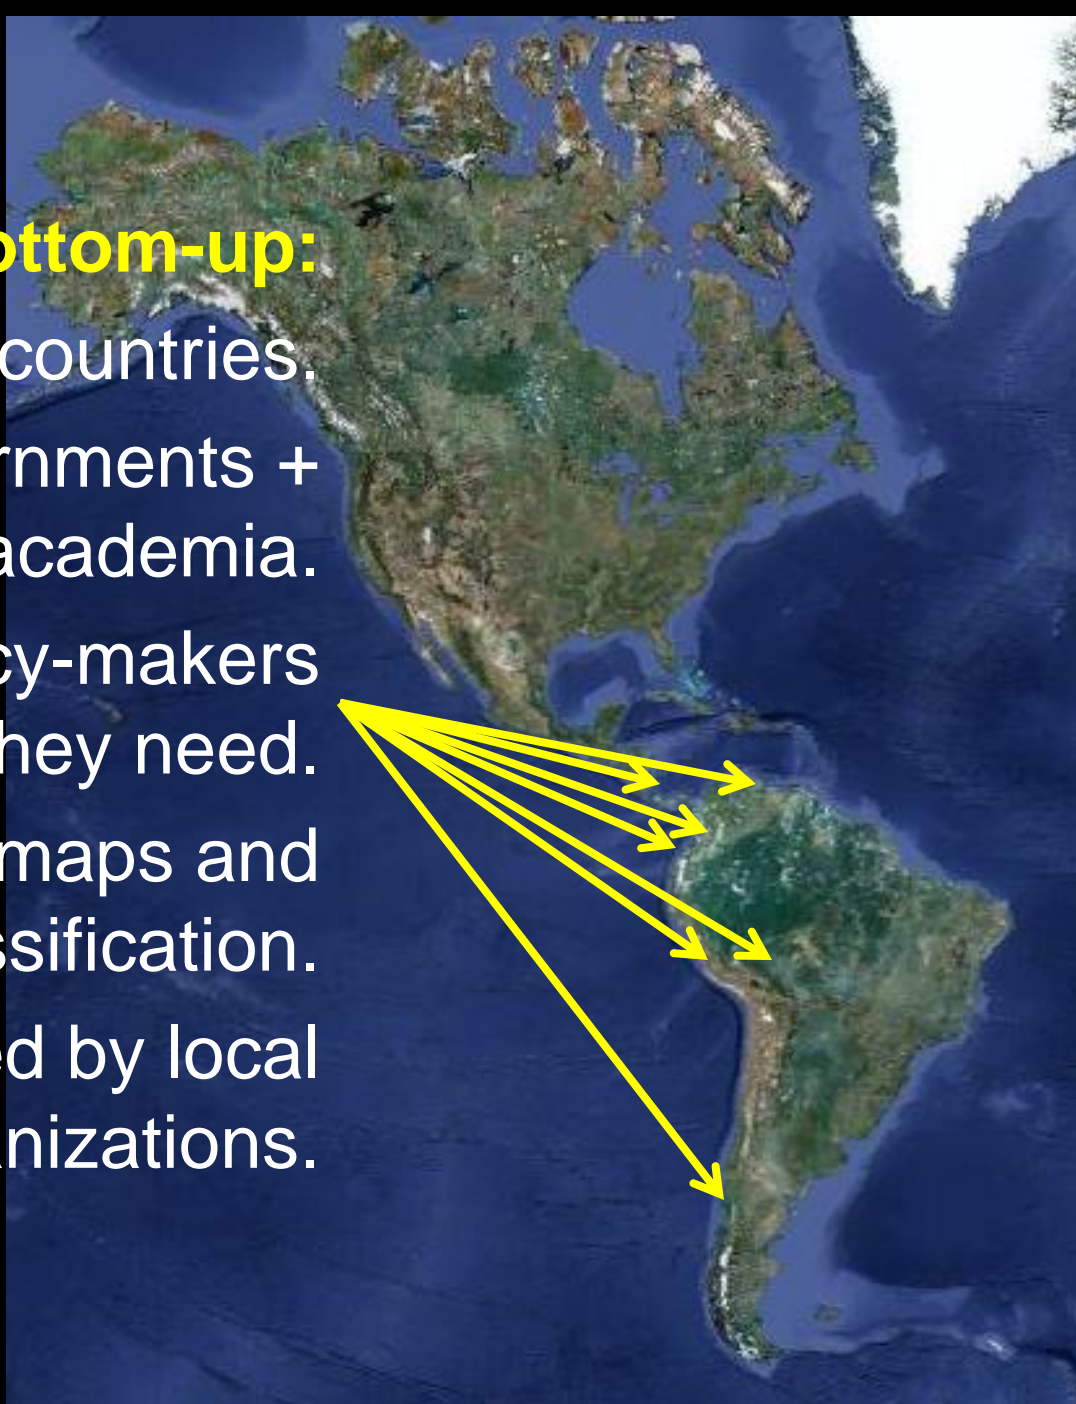 ottom-up:
countries.
rnments +
academia.
cy-makers
hey need.
maps and
ssification.
ed by local
nizations.